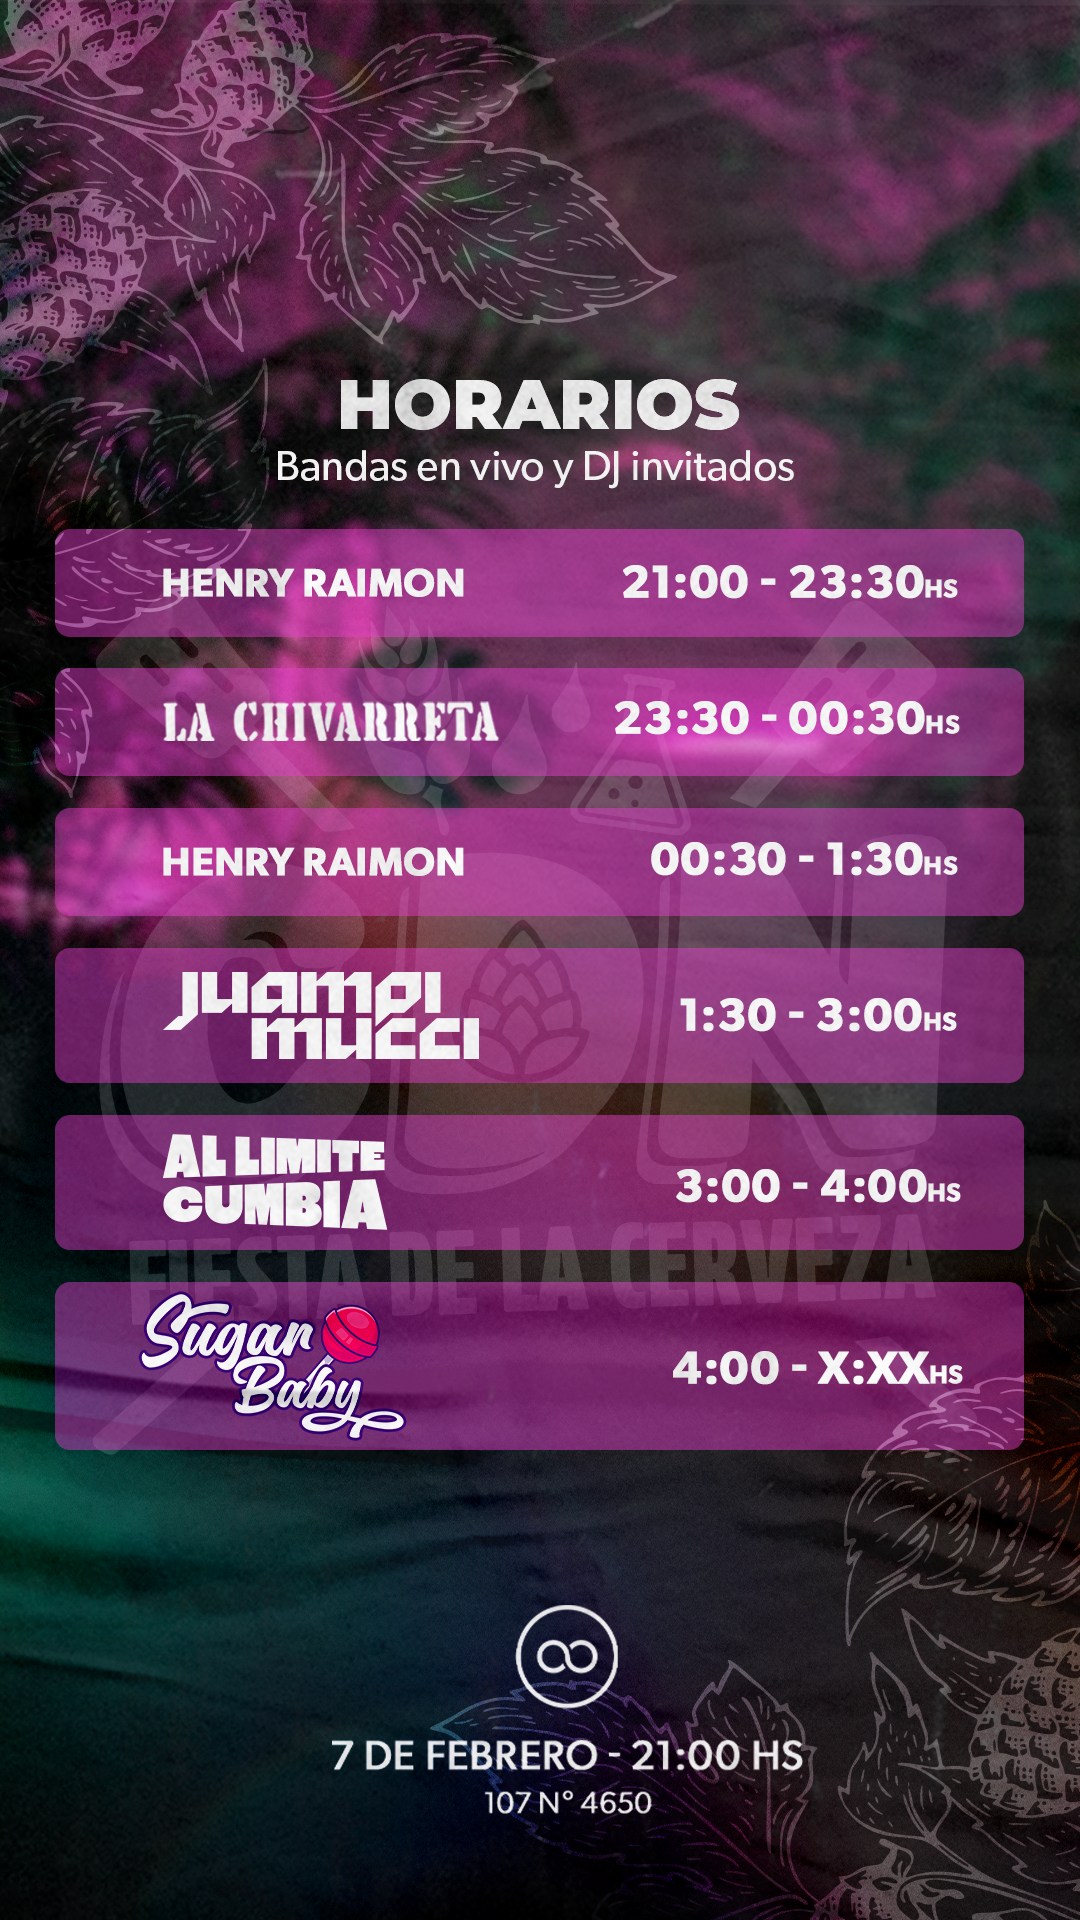 HORARIOS
Bandas en vivo y DJ invitados
HENRY RAIMON 21:00 - 23:30HS
LA CHIVARRETA 23:30 - 00:30HS
HENRY RAIMON 00:30 - 1:30HS
JUAMPI
MUCCI
1:30 - 3:00HS
AL LIMITE
CUMBIA
3:00 - 4:00HS
Sugar
Baby
4:00 - X:XXHS
CDN
FIESTA DE LA CERVEZA
7 DE FEBRERO - 21:00 HS
107 N° 4650